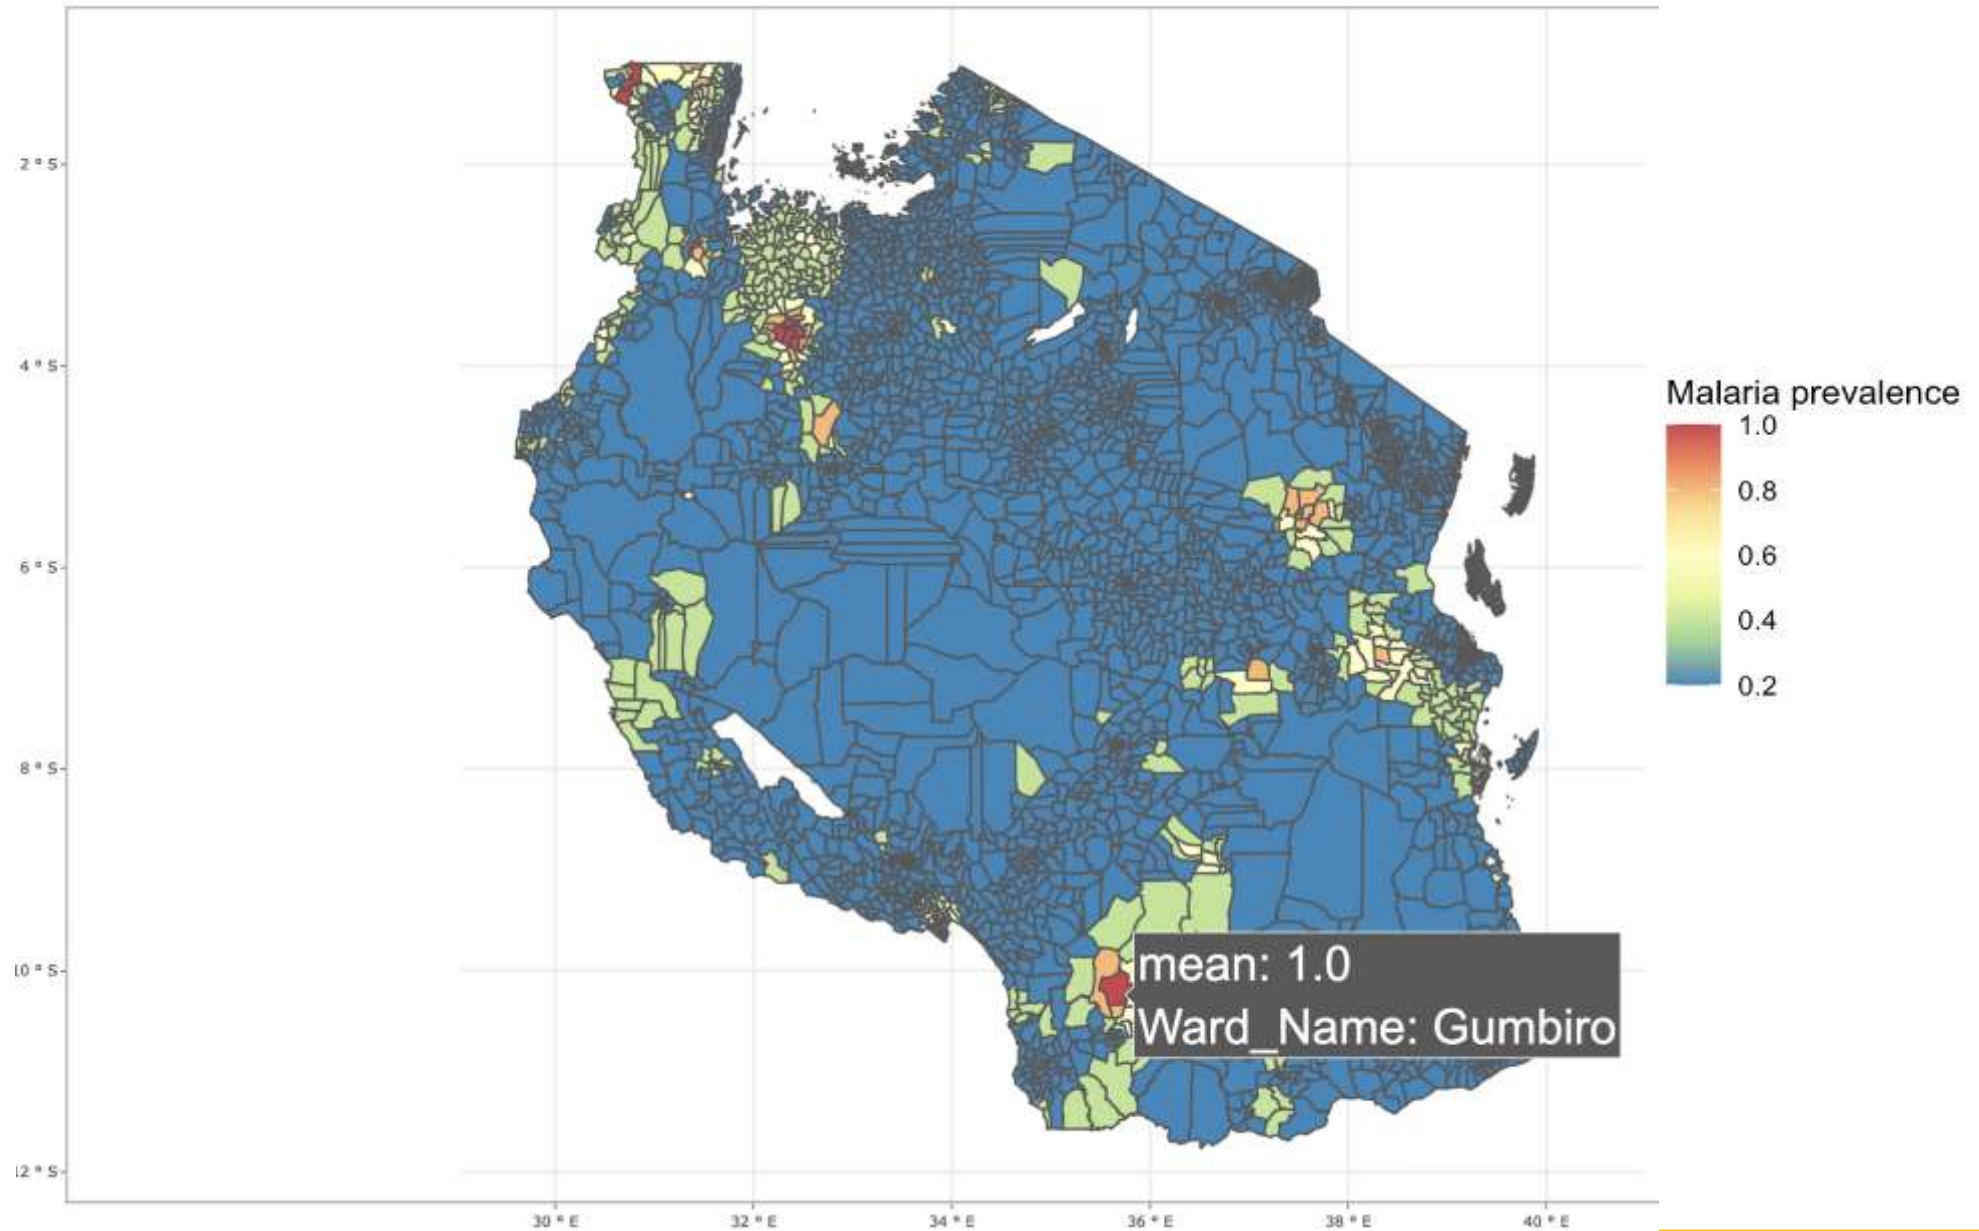 2 ° S
4 ° S
6 ° S
8 ° S
10 ° S
12 ° S
30 ° E
32 ° E
34 ° E
36 ° E
38 ° E
40 ° E
mean: 1.0
Ward_Name: Gumbiro
Malaria prevalence
1.0
0.8
0.6
0.4
0.2